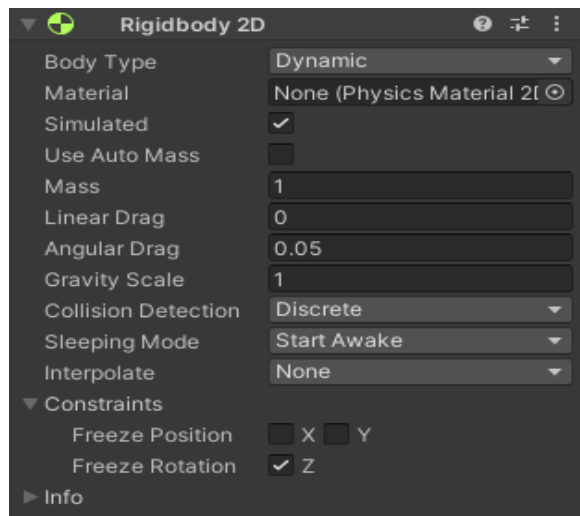 Rigidbody 2D
Body Type Dynamic
Material None (Physics Material 2D
Simulated
Use Auto Mass
Mass 1
Linear Drag 0
Angular Drag 0.05
Gravity Scale 1
Collision Detection Discrete
Sleeping Mode Start Awake
Interpolate None
Constraints
Freeze Position X Y
Freeze Rotation Z
Info